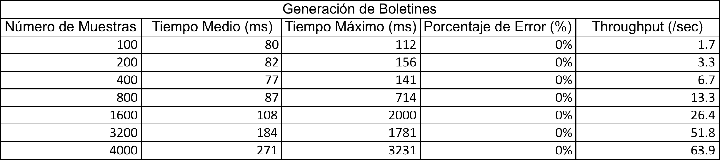 Generación de Boletines
Número de Muestras Tiempo Medio (ms) Tiempo Máximo (ms) Porcentaje de Error (%) Throughput (/sec)
100 80 112 0% 1.7
200 82 156 0% 3.3
400 77 141 0% 6.7
800 87 714 0% 13.3
1600 108 2000 0% 26.4
3200 184 1781 0% 51.8
4000 271 3231 0% 63.9